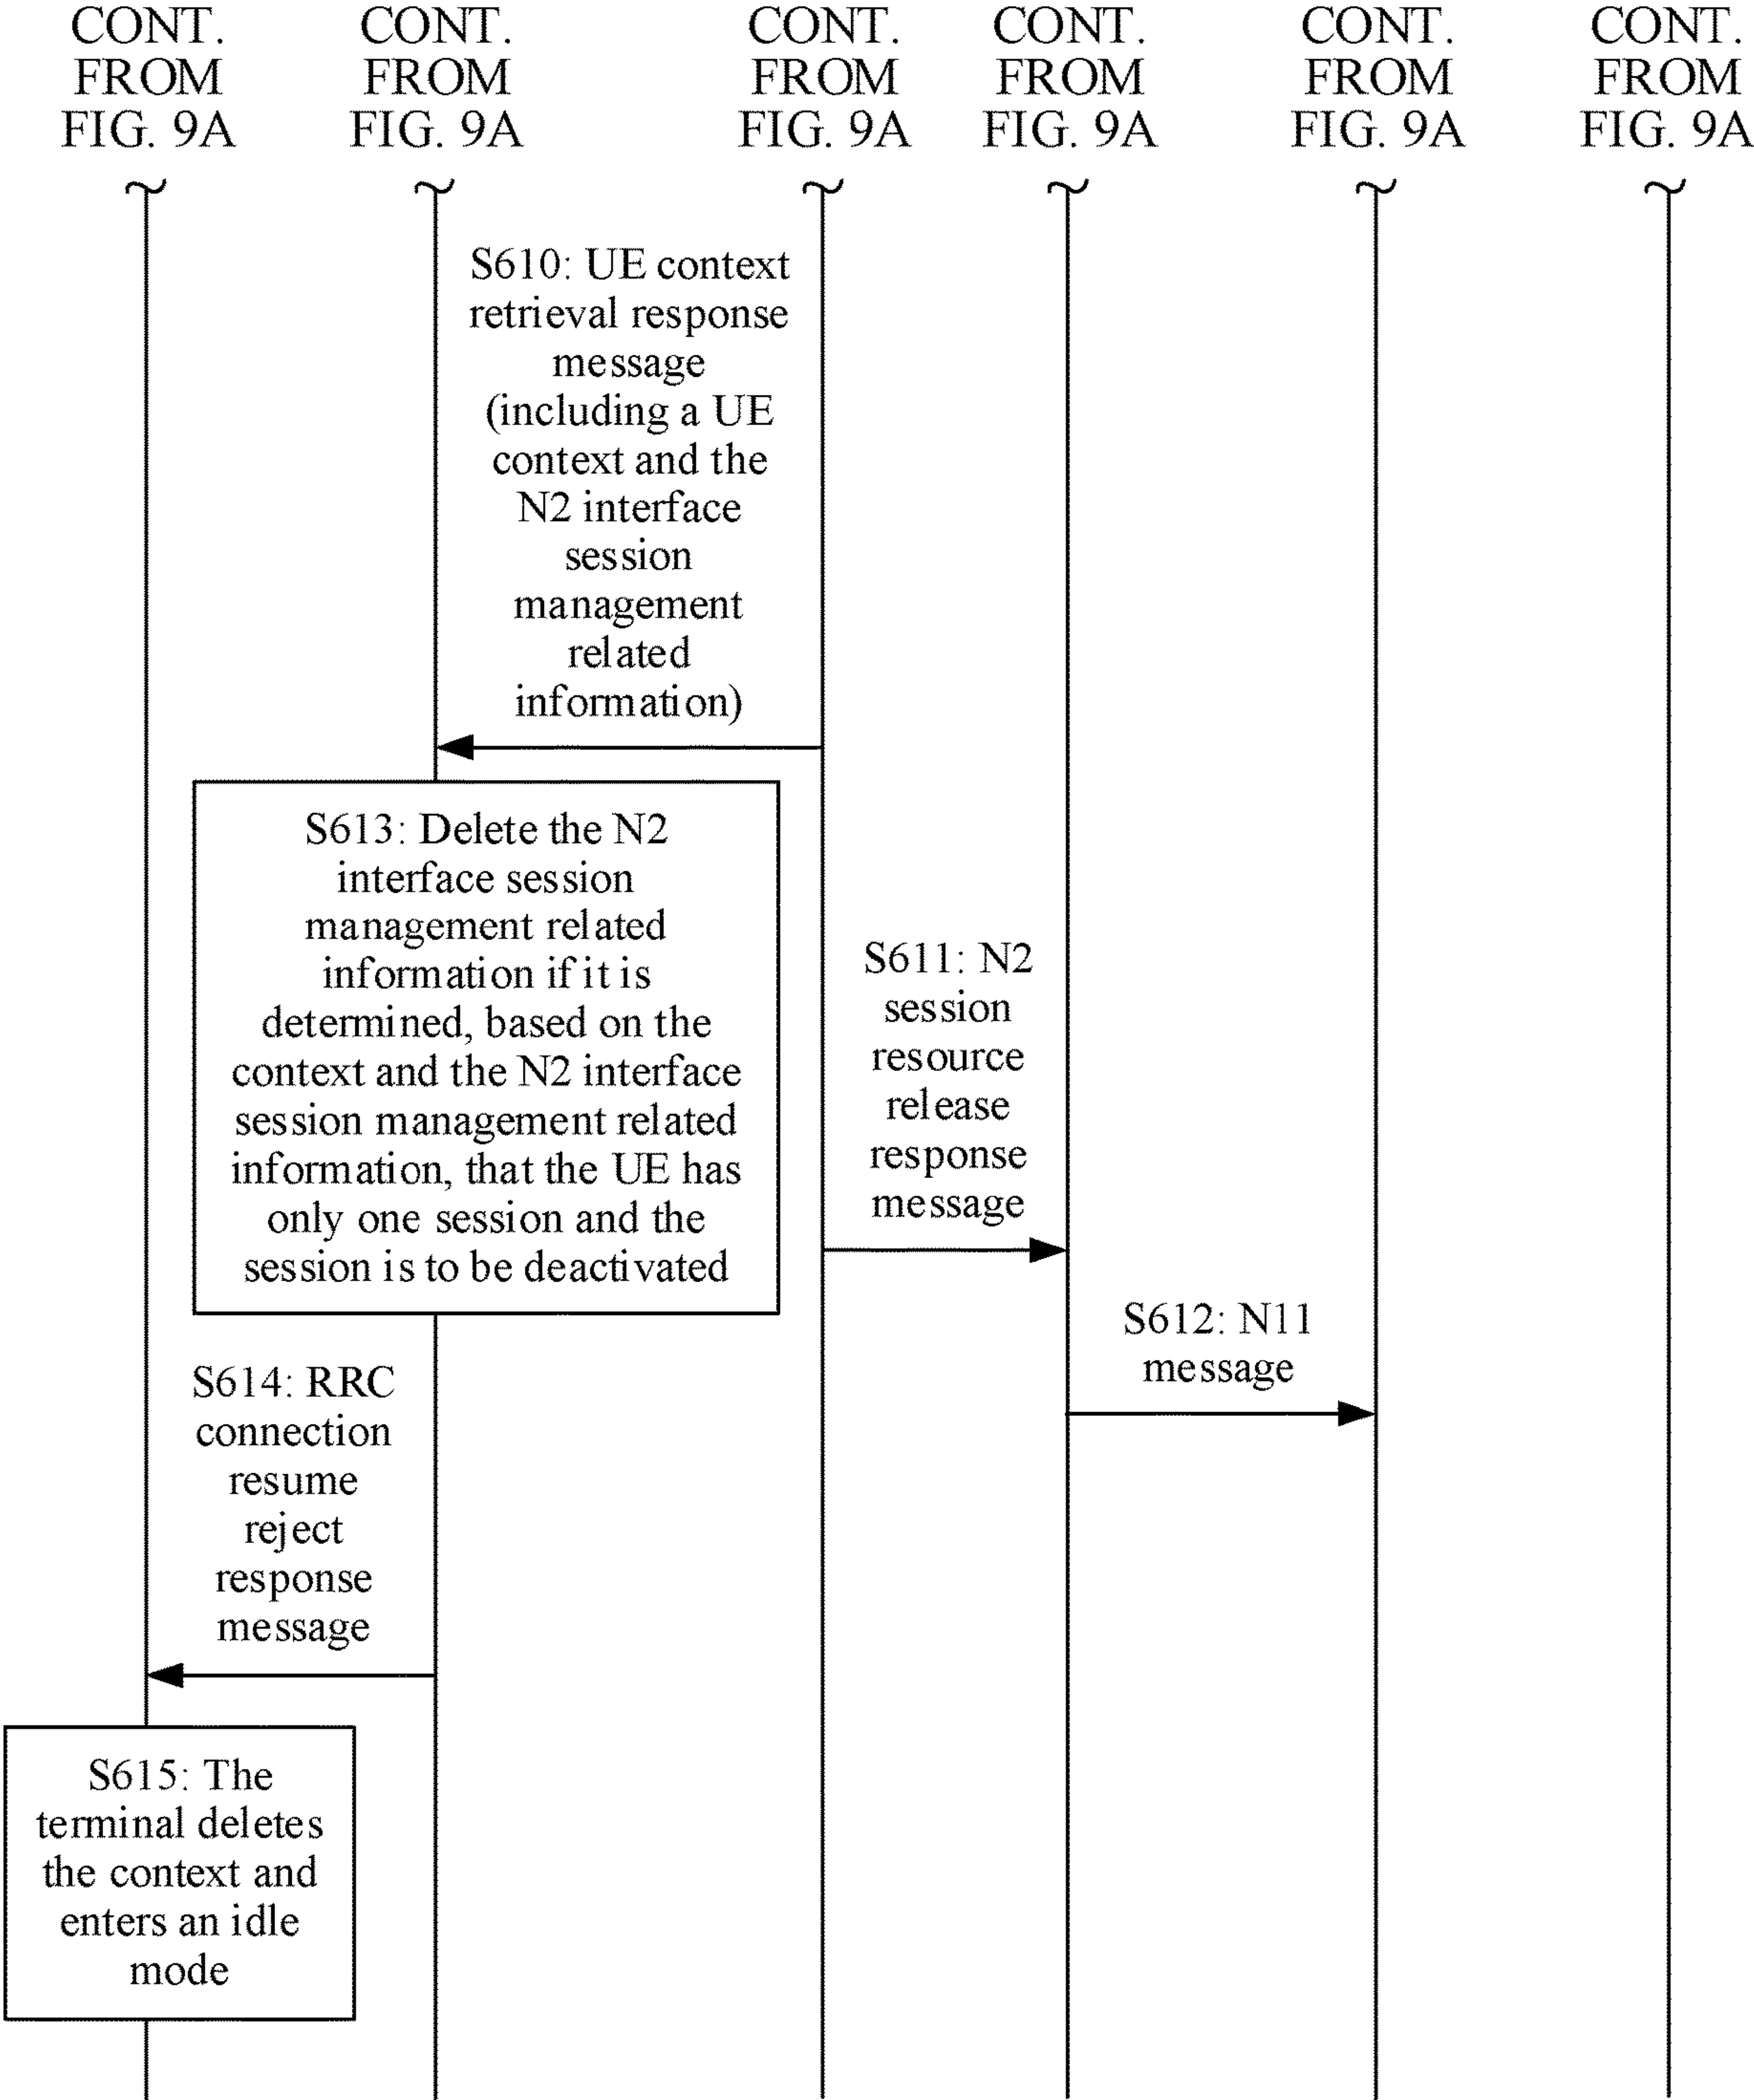 CONT.
FROM
FIG. 9A
CONT.
FROM
FIG. 9A
CONT.
FROM
FIG. 9A
CONT.
FROM
FIG. 9A
CONT.
FROM
FIG. 9A
CONT.
FROM
FIG. 9A
S610: UE context
retrieval response
message
(including a UE
context and the
N2 interface
session
management
related
information)
S613: Delete the N2
interface session
management related
information if it is
determined, based on the
context and the N2 interface
session management related
information, that the UE has
only one session and the
session is to be deactivated
S611: N2
session
resource
release
response
message
S612: N11
message
S614: RRC
connection
resume
reject
response
message
S615: The
terminal deletes
the context and
enters an idle
mode